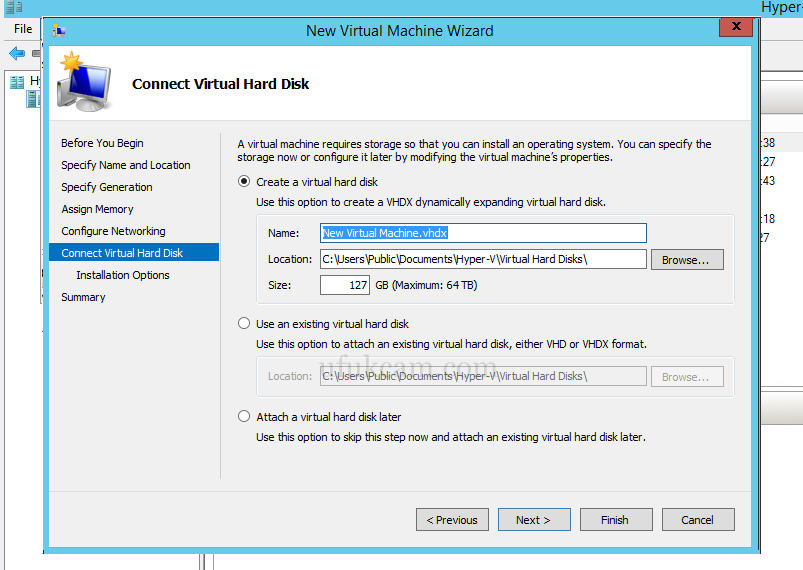 Hyper-
New Virtual Machine Wizard
File
Connect Virtual Hard Disk
Before You Begin
Specify Name and Location
Specify Generation
Assign Memory
Configure Networking
Connect Virtual Hard Disk
Installation Options
Summary
A virtual machine requires storage so that you can install an operating system. You can specify the
storage now or configure it later by modifying the virtual machine's properties.
Create a virtual hard disk
Use this option to create a VHDX dynamically expanding virtual hard disk.
Name: New Virtual Machine.vhdx
Location: C:\Users\Public\Documents\Hyper-V\Virtual Hard Disks\ Browse...
Size: 127 GB (Maximum: 64 TB)
Use an existing virtual hard disk
Use this option to attach an existing virtual hard disk, either VHD or VHDX format.
ufukcam.com
Location: C:\Users\Public\Documents\Hyper-V\Virtual Hard Disks\ Browse...
Attach a virtual hard disk later
Use this option to skip this step now and attach an existing virtual hard disk later.
< Previous Next > Finish Cancel
:38
:27
:43
:18